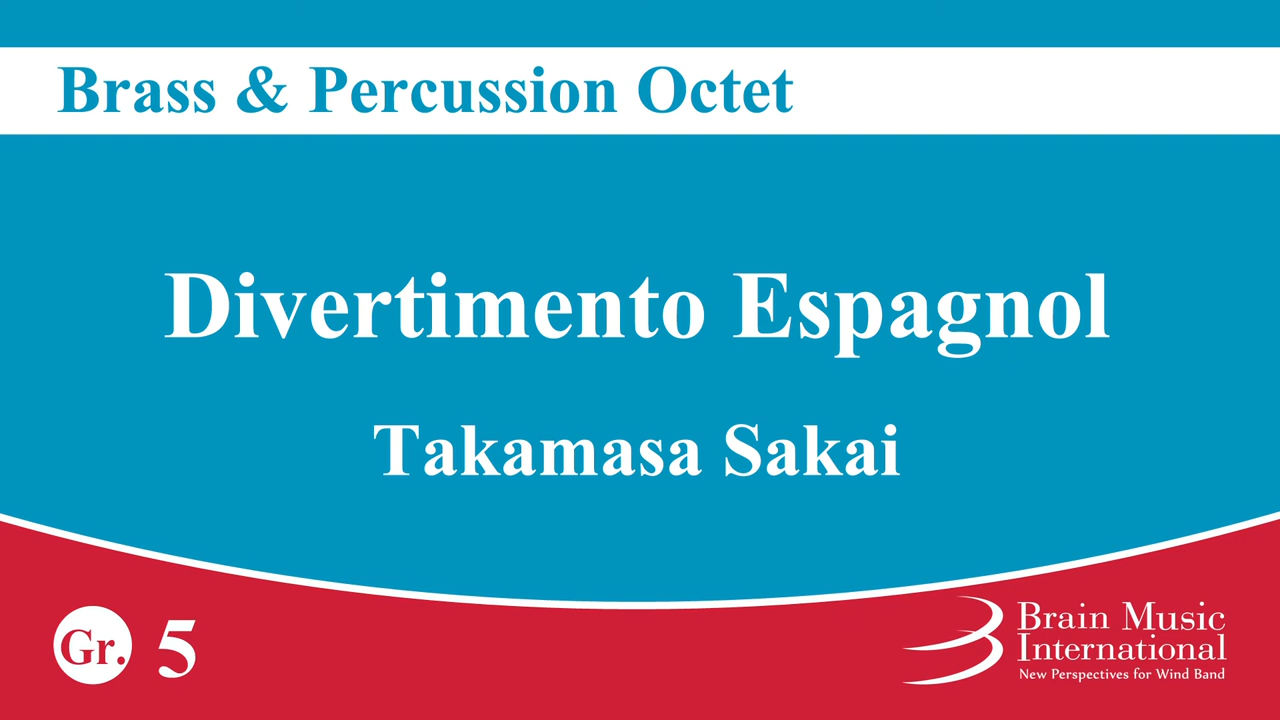 Brass & Percussion Octet
Divertimento Espagnol
Takamasa Sakai
Gr. 5
Brain Music
International
New Perspectives for Wind Band